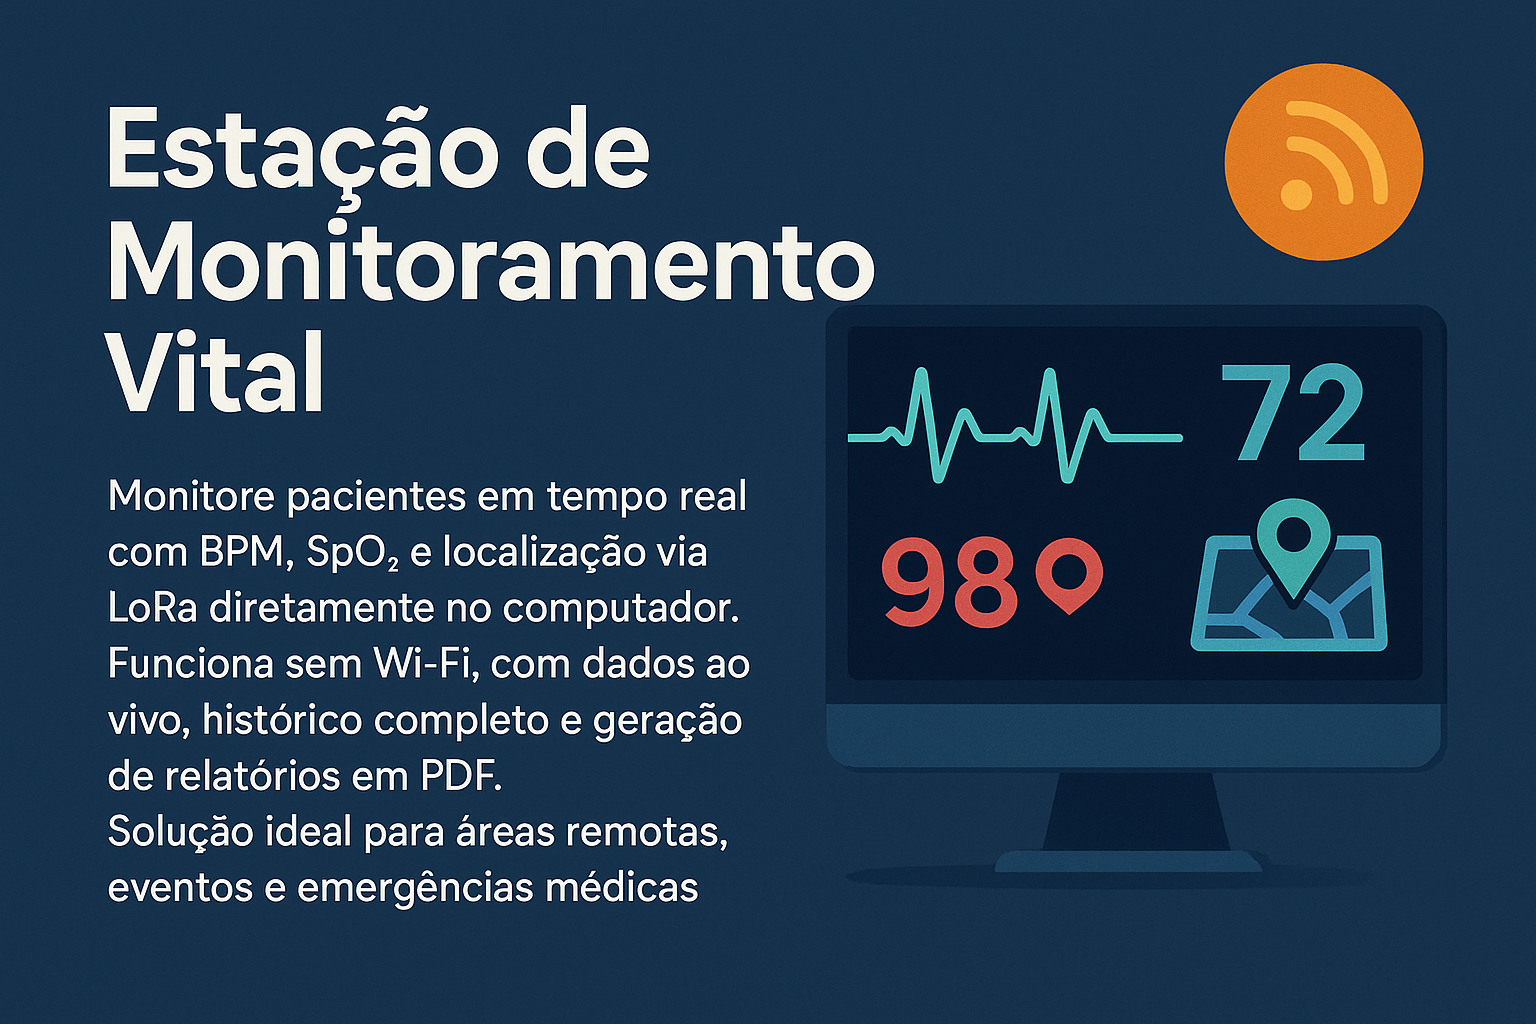 Estação de
Monitoramento
Vital
Monitore pacientes em tempo real
com BPM, SpO₂ e localização via
LoRa diretamente no computador.
Funciona sem Wi-Fi, com dados ao
vivo, histórico completo e geração
de relatórios em PDF.
Solução ideal para áreas remotas,
eventos e emergências médicas
72
98